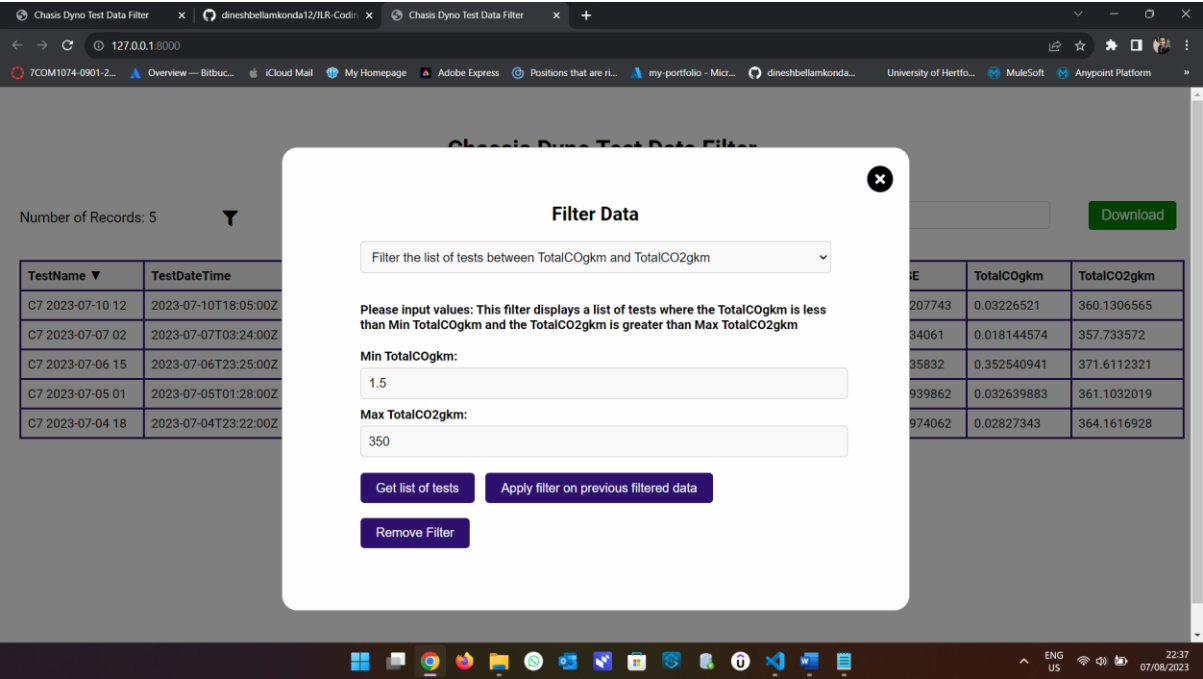 Chasis Dyno Test Data Filter
dineshbellamkonda12/JLR-Codin
Chasis Dyno Test Data Filter
127.0.0.1:8000
7COM1074-0901-2...
Overview — Bitbuc...
iCloud Mail
My Homepage
Adobe Express
Positions that are ri...
my-portfolio - Micr...
dineshbellamkonda...
University of Hertfo...
MuleSoft
Anypoint Platform
»
Filter Data
Number of Records: 5
Download
Filter the list of tests between TotalCOgkm and TotalCO2gkm
TestName ▼ TestDateTime SE TotalCOgkm TotalCO2gkm
C7 2023-07-10 12 2023-07-10T18:05:00Z 207743 0.03226521 360.1306565
C7 2023-07-07 02 2023-07-07T03:24:00Z 34061 0.018144574 357.733572
C7 2023-07-06 15 2023-07-06T23:25:00Z 35832 0.352540941 371.6112321
C7 2023-07-05 01 2023-07-05T01:28:00Z 939862 0.032639883 361.1032019
C7 2023-07-04 18 2023-07-04T23:22:00Z 974062 0.02827343 364.1616928
Please input values: This filter displays a list of tests where the TotalCOgkm is less
than Min TotalCOgkm and the TotalCO2gkm is greater than Max TotalCO2gkm
Min TotalCOgkm:
1.5
Max TotalCO2gkm:
350
Get list of tests
Apply filter on previous filtered data
Remove Filter
ENG
US
22:37
07/08/2023